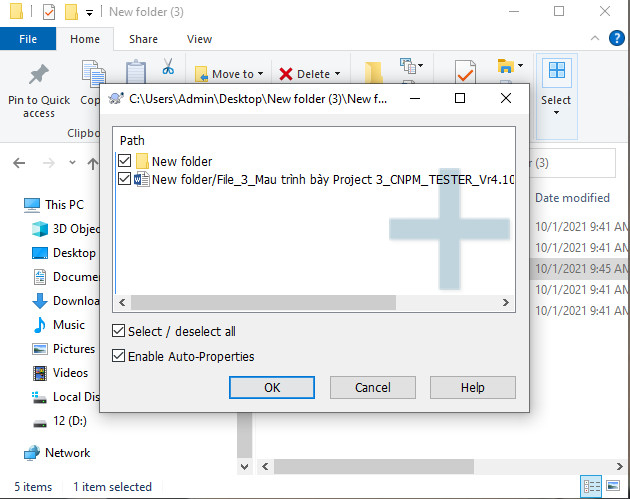 New folder (3)
File
Home
Share
View
Pin to Quick
access
Move to
Delete
Select
C:\Users\Admin\Desktop\New folder (3)\New f...
Path
New folder
New folder/File_3_Mau trình bày Project 3_CNPM_TESTER_Vr4.10
Select / deselect all
Enable Auto-Properties
OK
Cancel
Help
This PC
3D Objec
Desktop
Documen
Downloa
Music
Pictures
Videos
Local Dis
12 (D:)
Network
(3)
Date modified
10/1/2021 9:41 AM
10/1/2021 9:41 AM
10/1/2021 9:45 AM
10/1/2021 9:41 AM
10/1/2021 9:41 AM
5 items
1 item selected